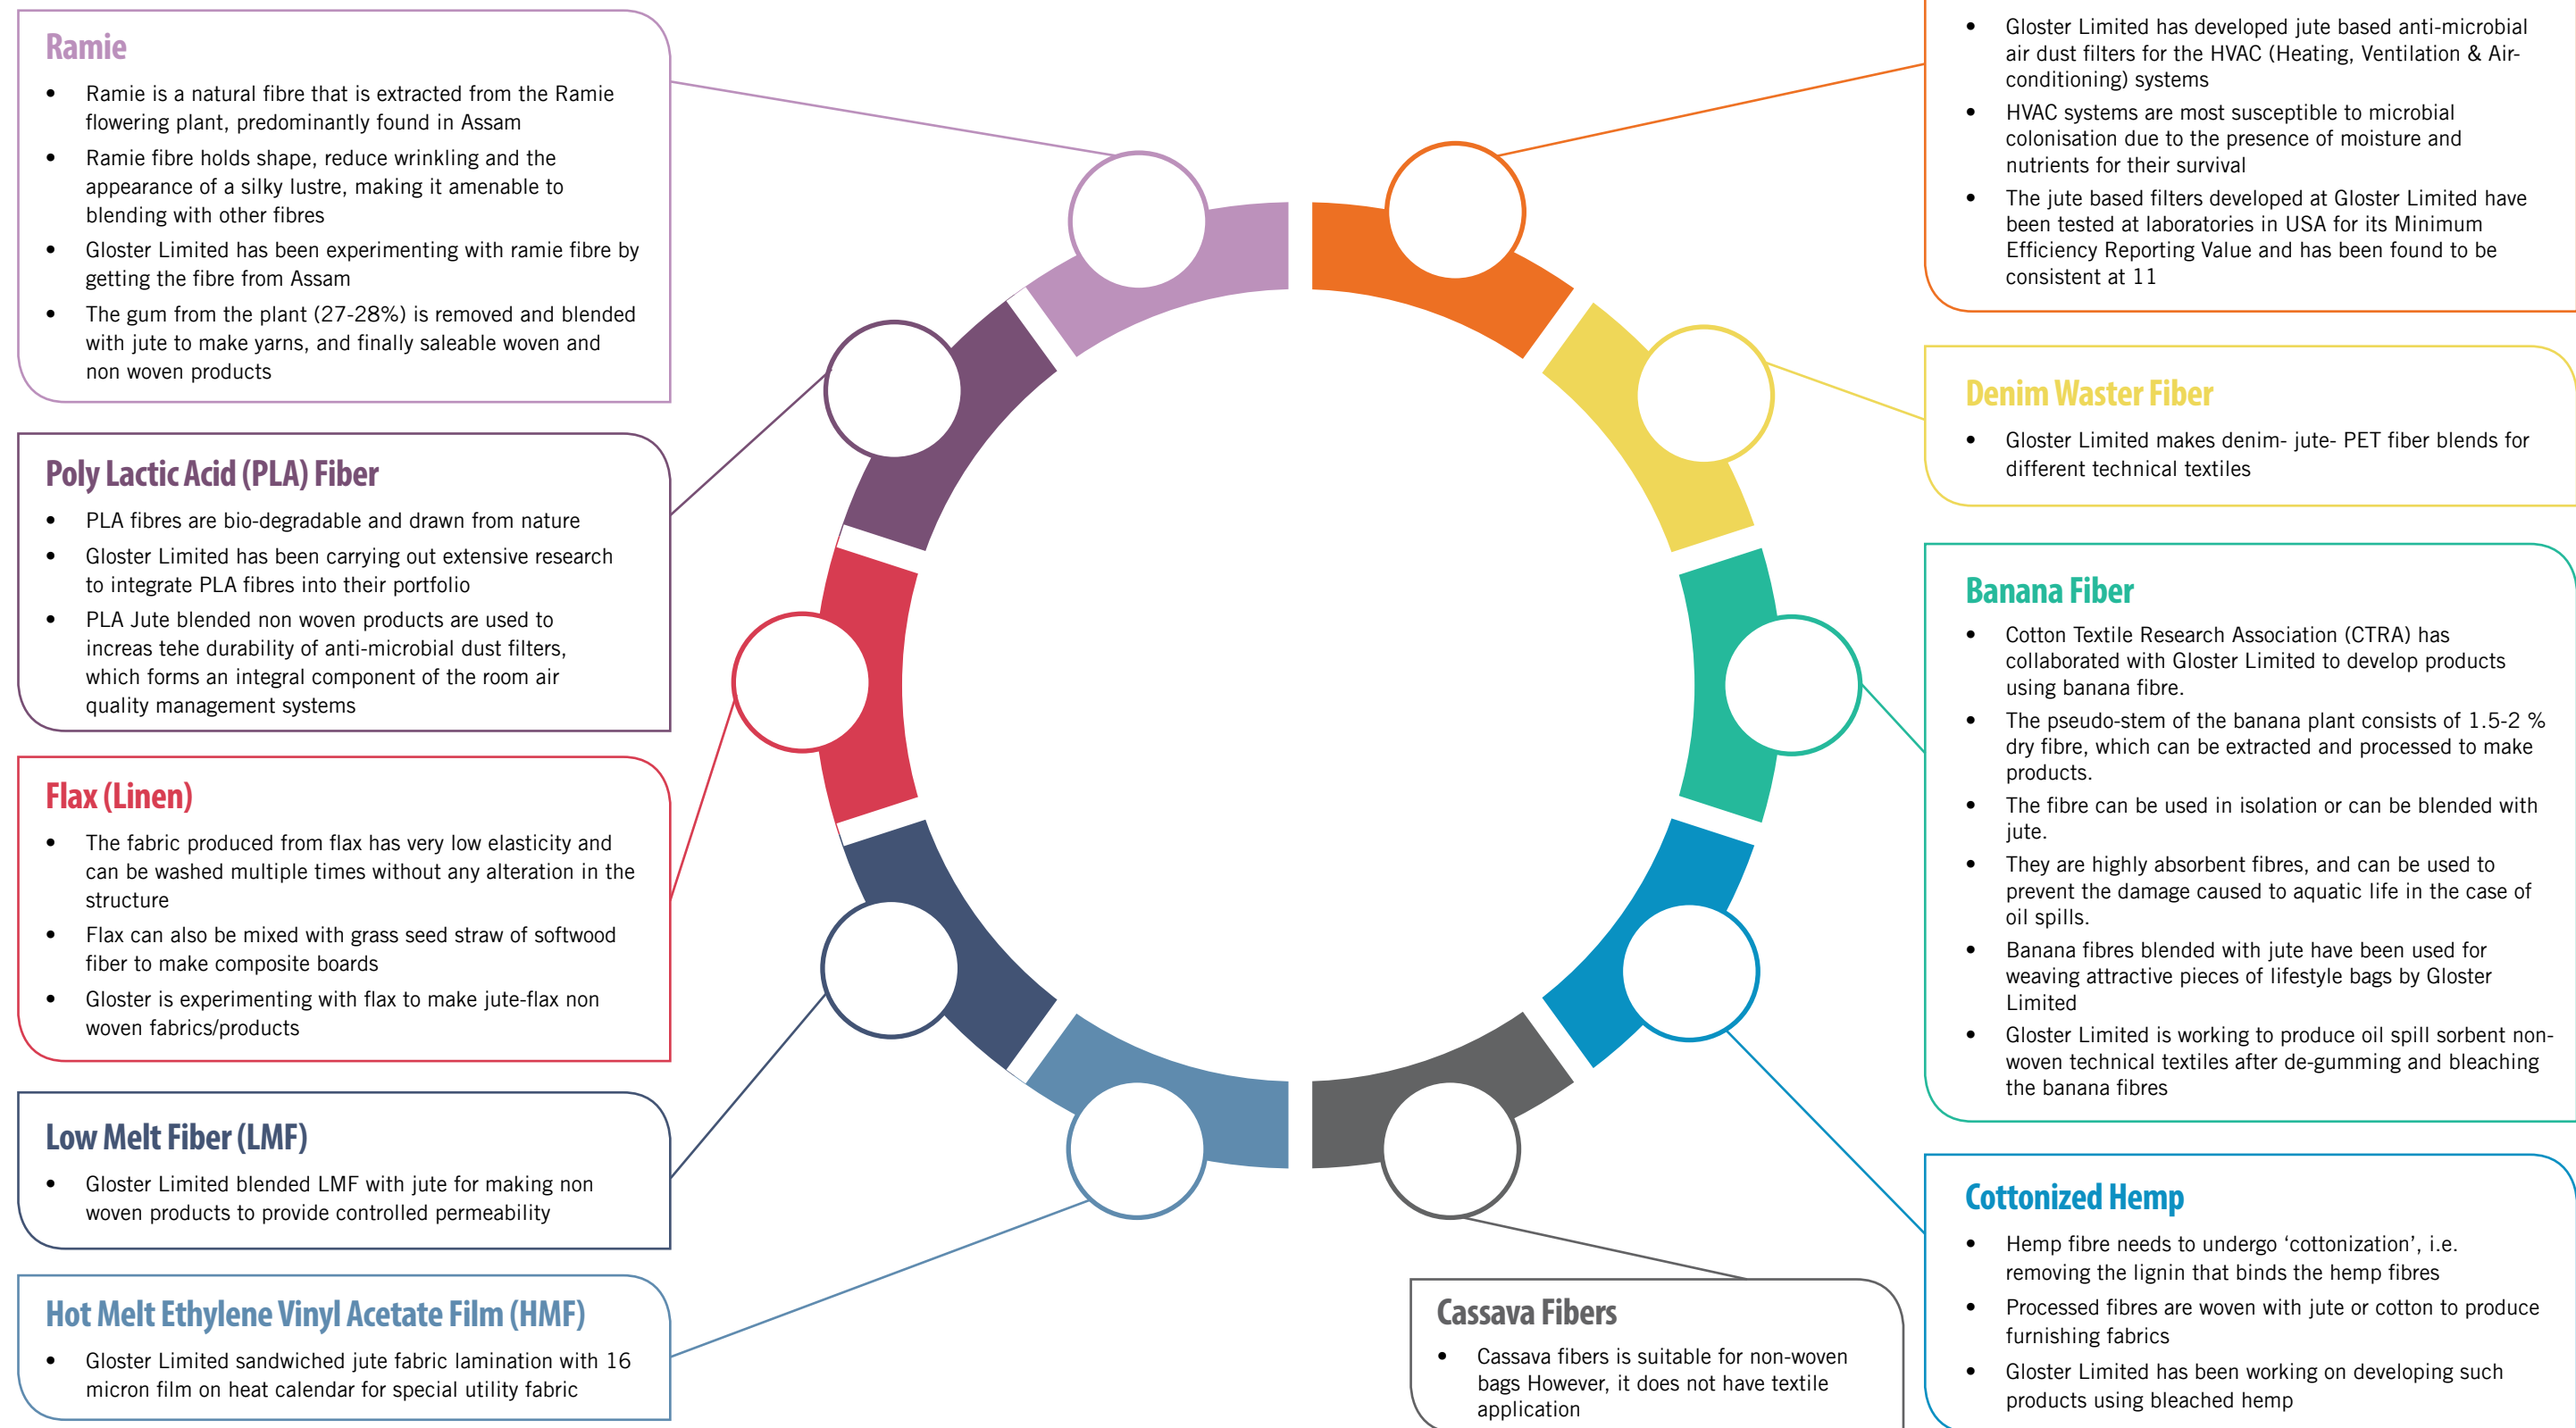 Ramie
• Ramie is a natural fibre that is extracted from the Ramie
flowering plant, predominantly found in Assam
• Ramie fibre holds shape, reduce wrinkling and the
appearance of a silky lustre, making it amenable to
blending with other fibres
• Gloster Limited has been experimenting with ramie fibre by
getting the fibre from Assam
• The gum from the plant (27-28%) is removed and blended
with jute to make yarns, and finally saleable woven and
non woven products
Poly Lactic Acid (PLA) Fiber
• PLA fibres are bio-degradable and drawn from nature
• Gloster Limited has been carrying out extensive research
to integrate PLA fibres into their portfolio
• PLA Jute blended non woven products are used to
increas tehe durability of anti-microbial dust filters,
which forms an integral component of the room air
quality management systems
Flax (Linen)
• The fabric produced from flax has very low elasticity and
can be washed multiple times without any alteration in the
structure
• Flax can also be mixed with grass seed straw of softwood
fiber to make composite boards
• Gloster is experimenting with flax to make jute-flax non
woven fabrics/products
Low Melt Fiber (LMF)
• Gloster Limited blended LMF with jute for making non
woven products to provide controlled permeability
Hot Melt Ethylene Vinyl Acetate Film (HMF)
• Gloster Limited sandwiched jute fabric lamination with 16
micron film on heat calendar for special utility fabric
• Gloster Limited has developed jute based anti-microbial
air dust filters for the HVAC (Heating, Ventilation & Air-
conditioning) systems
• HVAC systems are most susceptible to microbial
colonisation due to the presence of moisture and
nutrients for their survival
• The jute based filters developed at Gloster Limited have
been tested at laboratories in USA for its Minimum
Efficiency Reporting Value and has been found to be
consistent at 11
Denim Waster Fiber
• Gloster Limited makes denim- jute- PET fiber blends for
different technical textiles
Banana Fiber
• Cotton Textile Research Association (CTRA) has
collaborated with Gloster Limited to develop products
using banana fibre.
• The pseudo-stem of the banana plant consists of 1.5-2 %
dry fibre, which can be extracted and processed to make
products.
• The fibre can be used in isolation or can be blended with
jute.
• They are highly absorbent fibres, and can be used to
prevent the damage caused to aquatic life in the case of
oil spills.
• Banana fibres blended with jute have been used for
weaving attractive pieces of lifestyle bags by Gloster
Limited
• Gloster Limited is working to produce oil spill sorbent non-
woven technical textiles after de-gumming and bleaching
the banana fibres
Cottonized Hemp
• Hemp fibre needs to undergo ‘cottonization’, i.e.
removing the lignin that binds the hemp fibres
• Processed fibres are woven with jute or cotton to produce
furnishing fabrics
• Gloster Limited has been working on developing such
products using bleached hemp
Cassava Fibers
• Cassava fibers is suitable for non-woven
bags However, it does not have textile
application